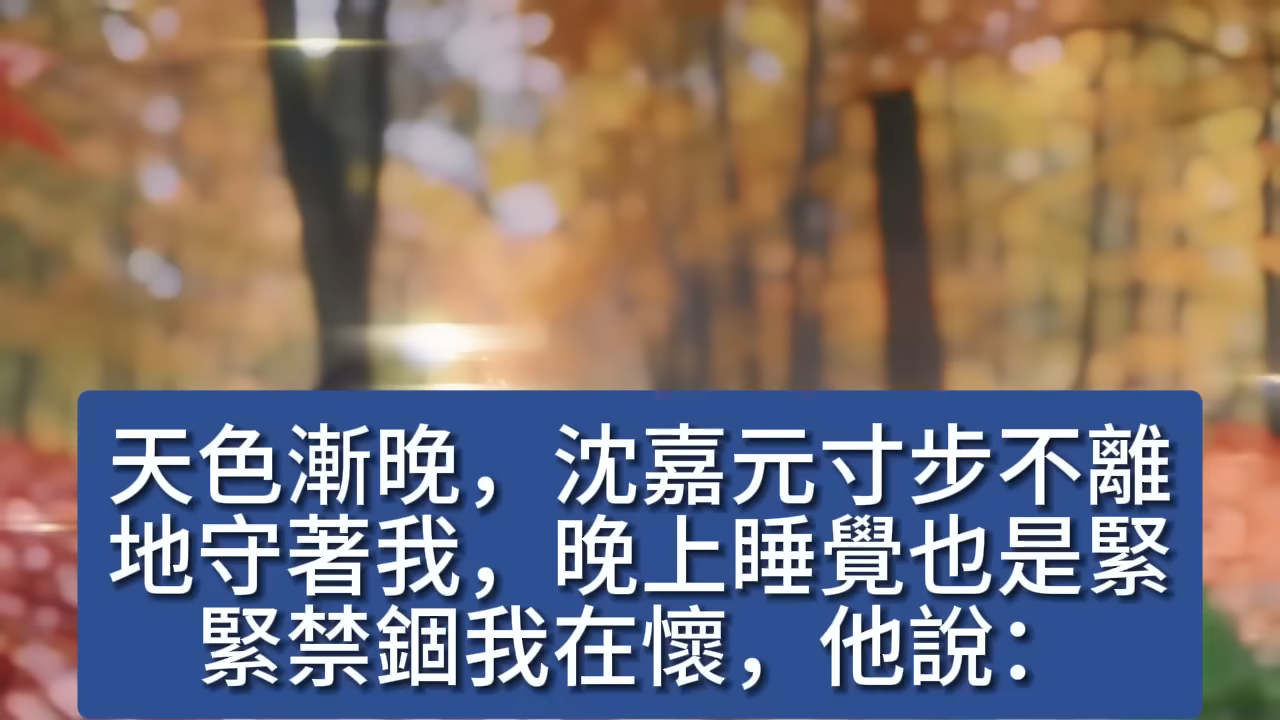 天色漸晚，沈嘉元寸步不離
地守著我，晚上睡覺也是緊
緊禁錮我在懷，他說：